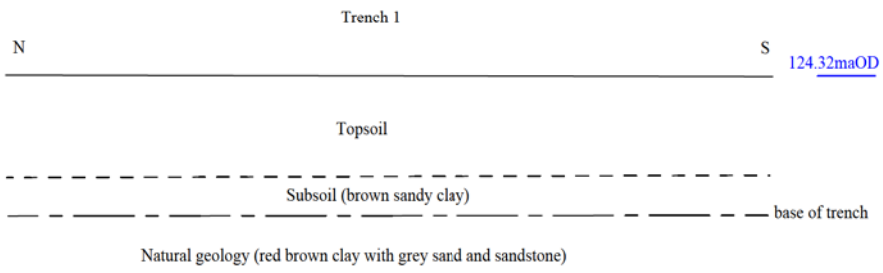 Trench 1
N
S
124.32maOD
Topsoil
Subsoil (brown sandy clay)
base of trench
Natural geology (red brown clay with grey sand and sandstone)